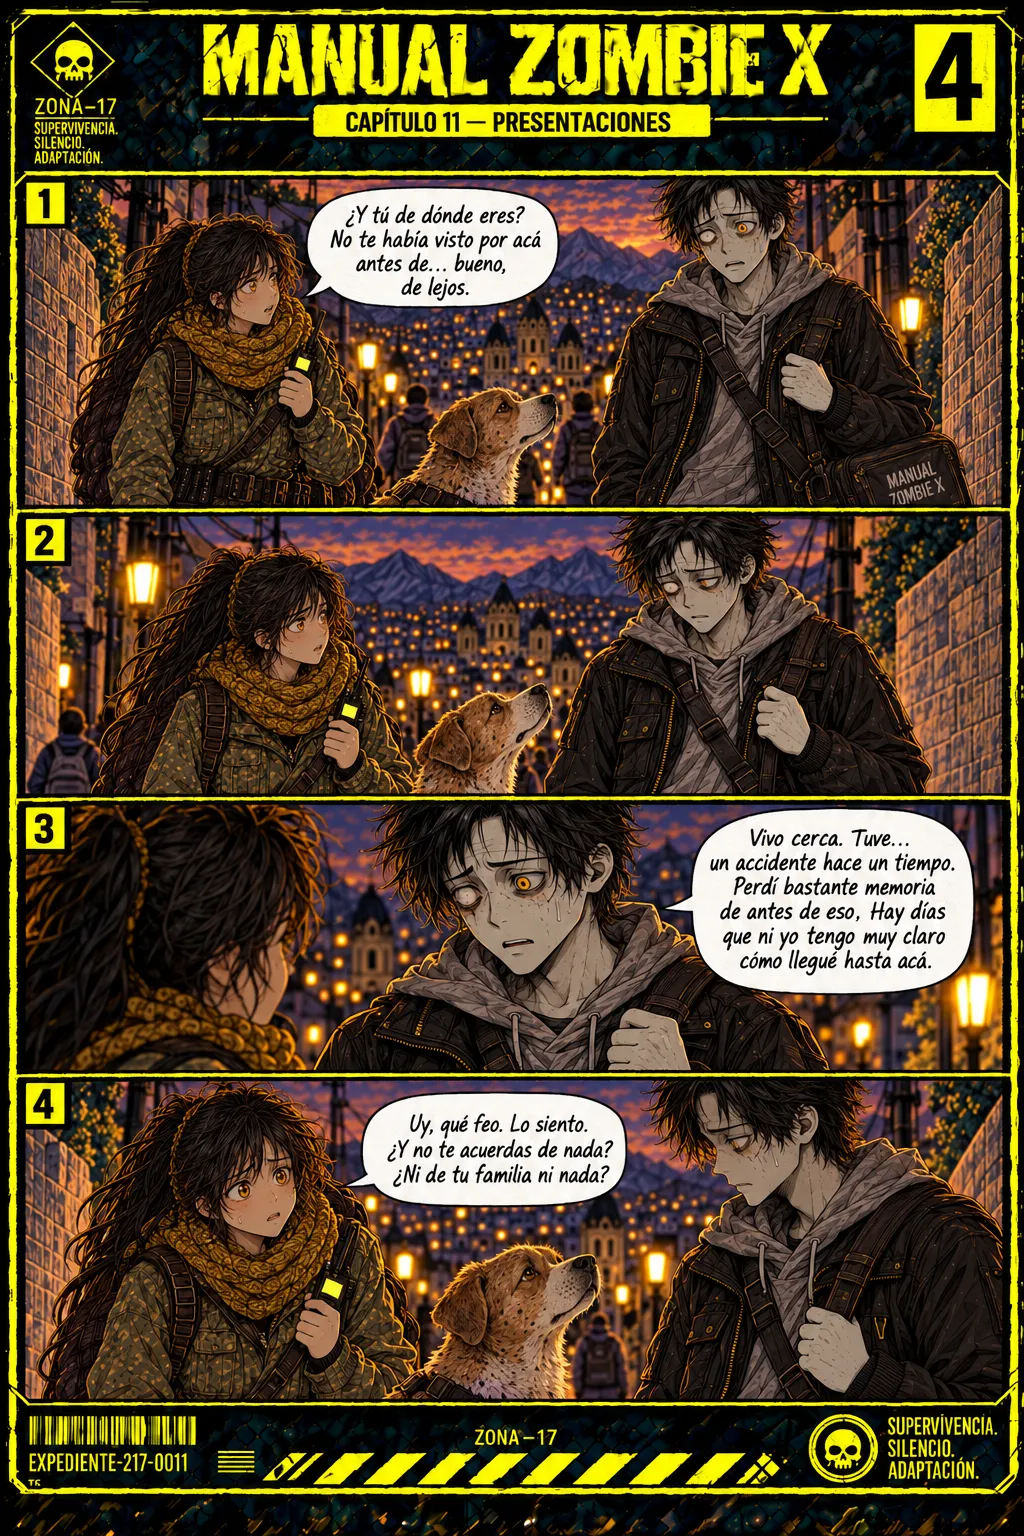 MANUAL ZOMBIE X
4
ZONA-17
SUPERVIVENCIA.
SILENCIO.
ADAPTACIÓN.
CAPÍTULO 11 — PRESENTACIONES
1
¿Y tú de dónde eres?
No te había visto por acá
antes de... bueno,
de lejos.
MANUAL
ZOMBIE X
2
3
Vivo cerca. Tuve...
un accidente hace un tiempo.
Perdí bastante memoria
de antes de eso, Hay días
que ni yo tengo muy claro
cómo llegué hasta acá.
4
Uy, qué feo. Lo siento.
¿Y no te acuerdas de nada?
¿Ni de tu familia ni nada?
EXPEDIENTE-217-0011
ZONA-17
SUPERVIVENCIA.
SILENCIO.
ADAPTACIÓN.